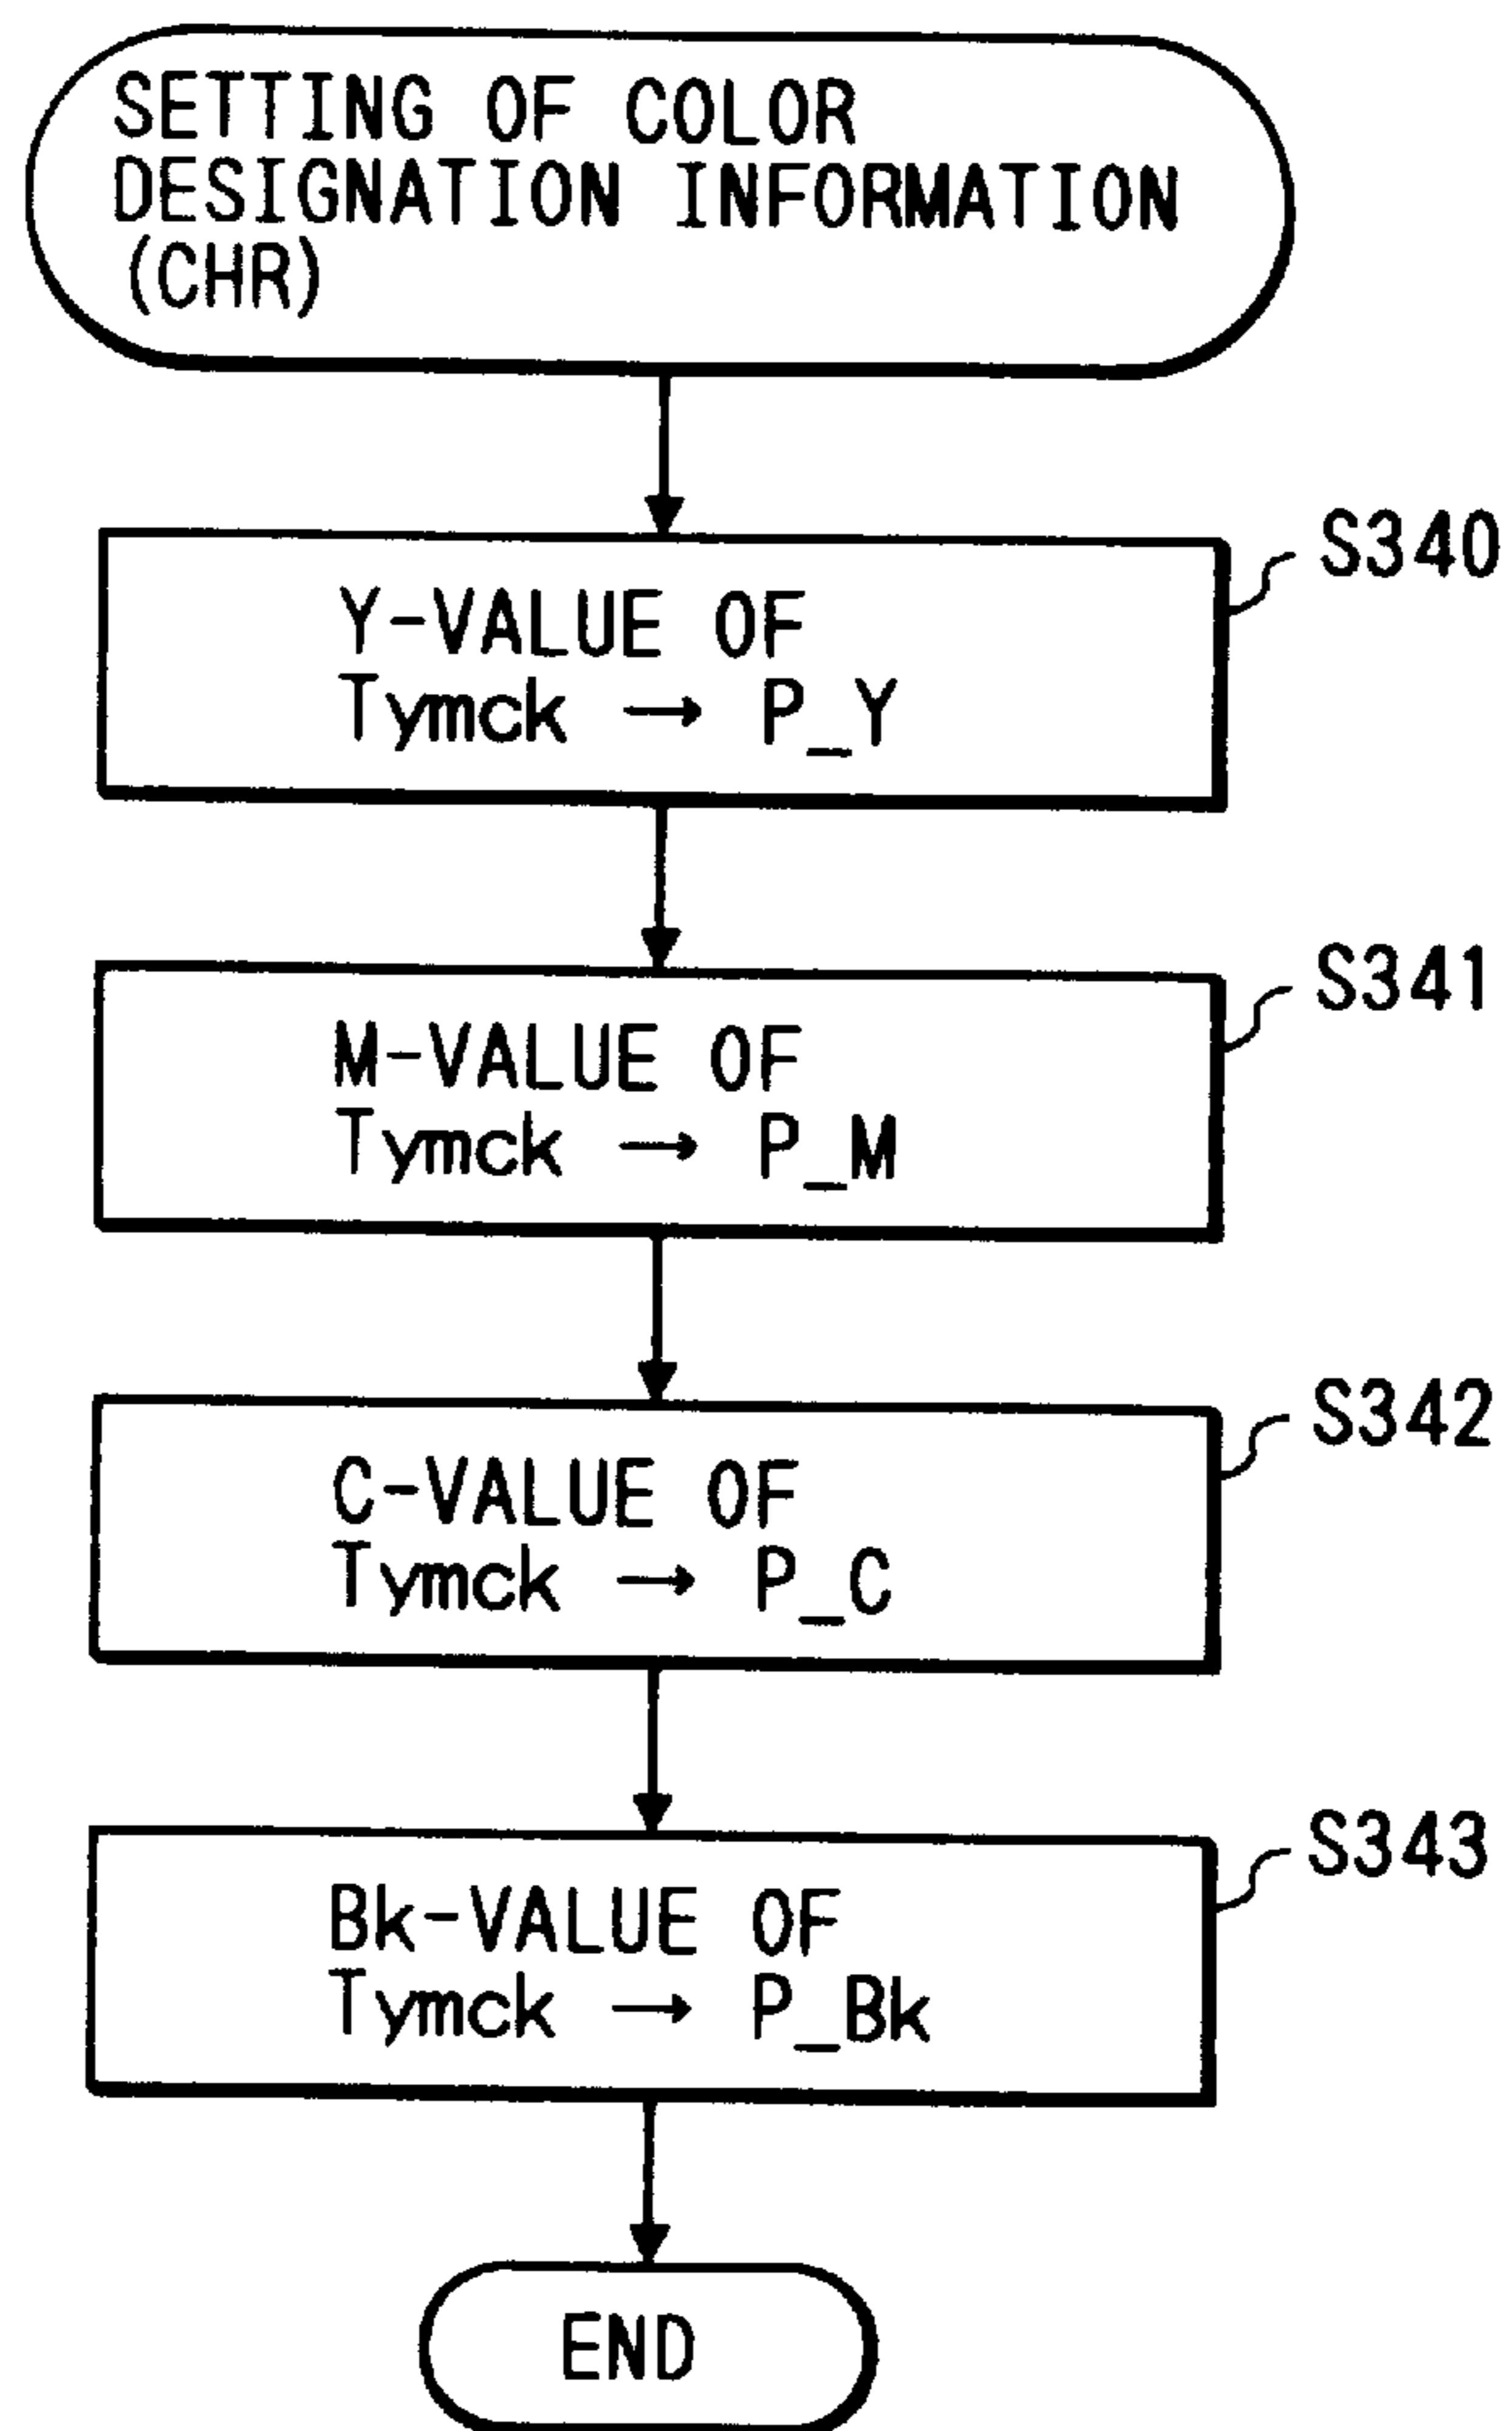 SETTING OF COLOR
DESIGNATION INFORMATION
(CHR)
S340
Y-VALUE OF
Tymck → P_Y
S341
M-VALUE OF
Tymck → P_M
S342
C-VALUE OF
Tymck → P_C
S343
Bk-VALUE OF
Tymck → P_Bk
END